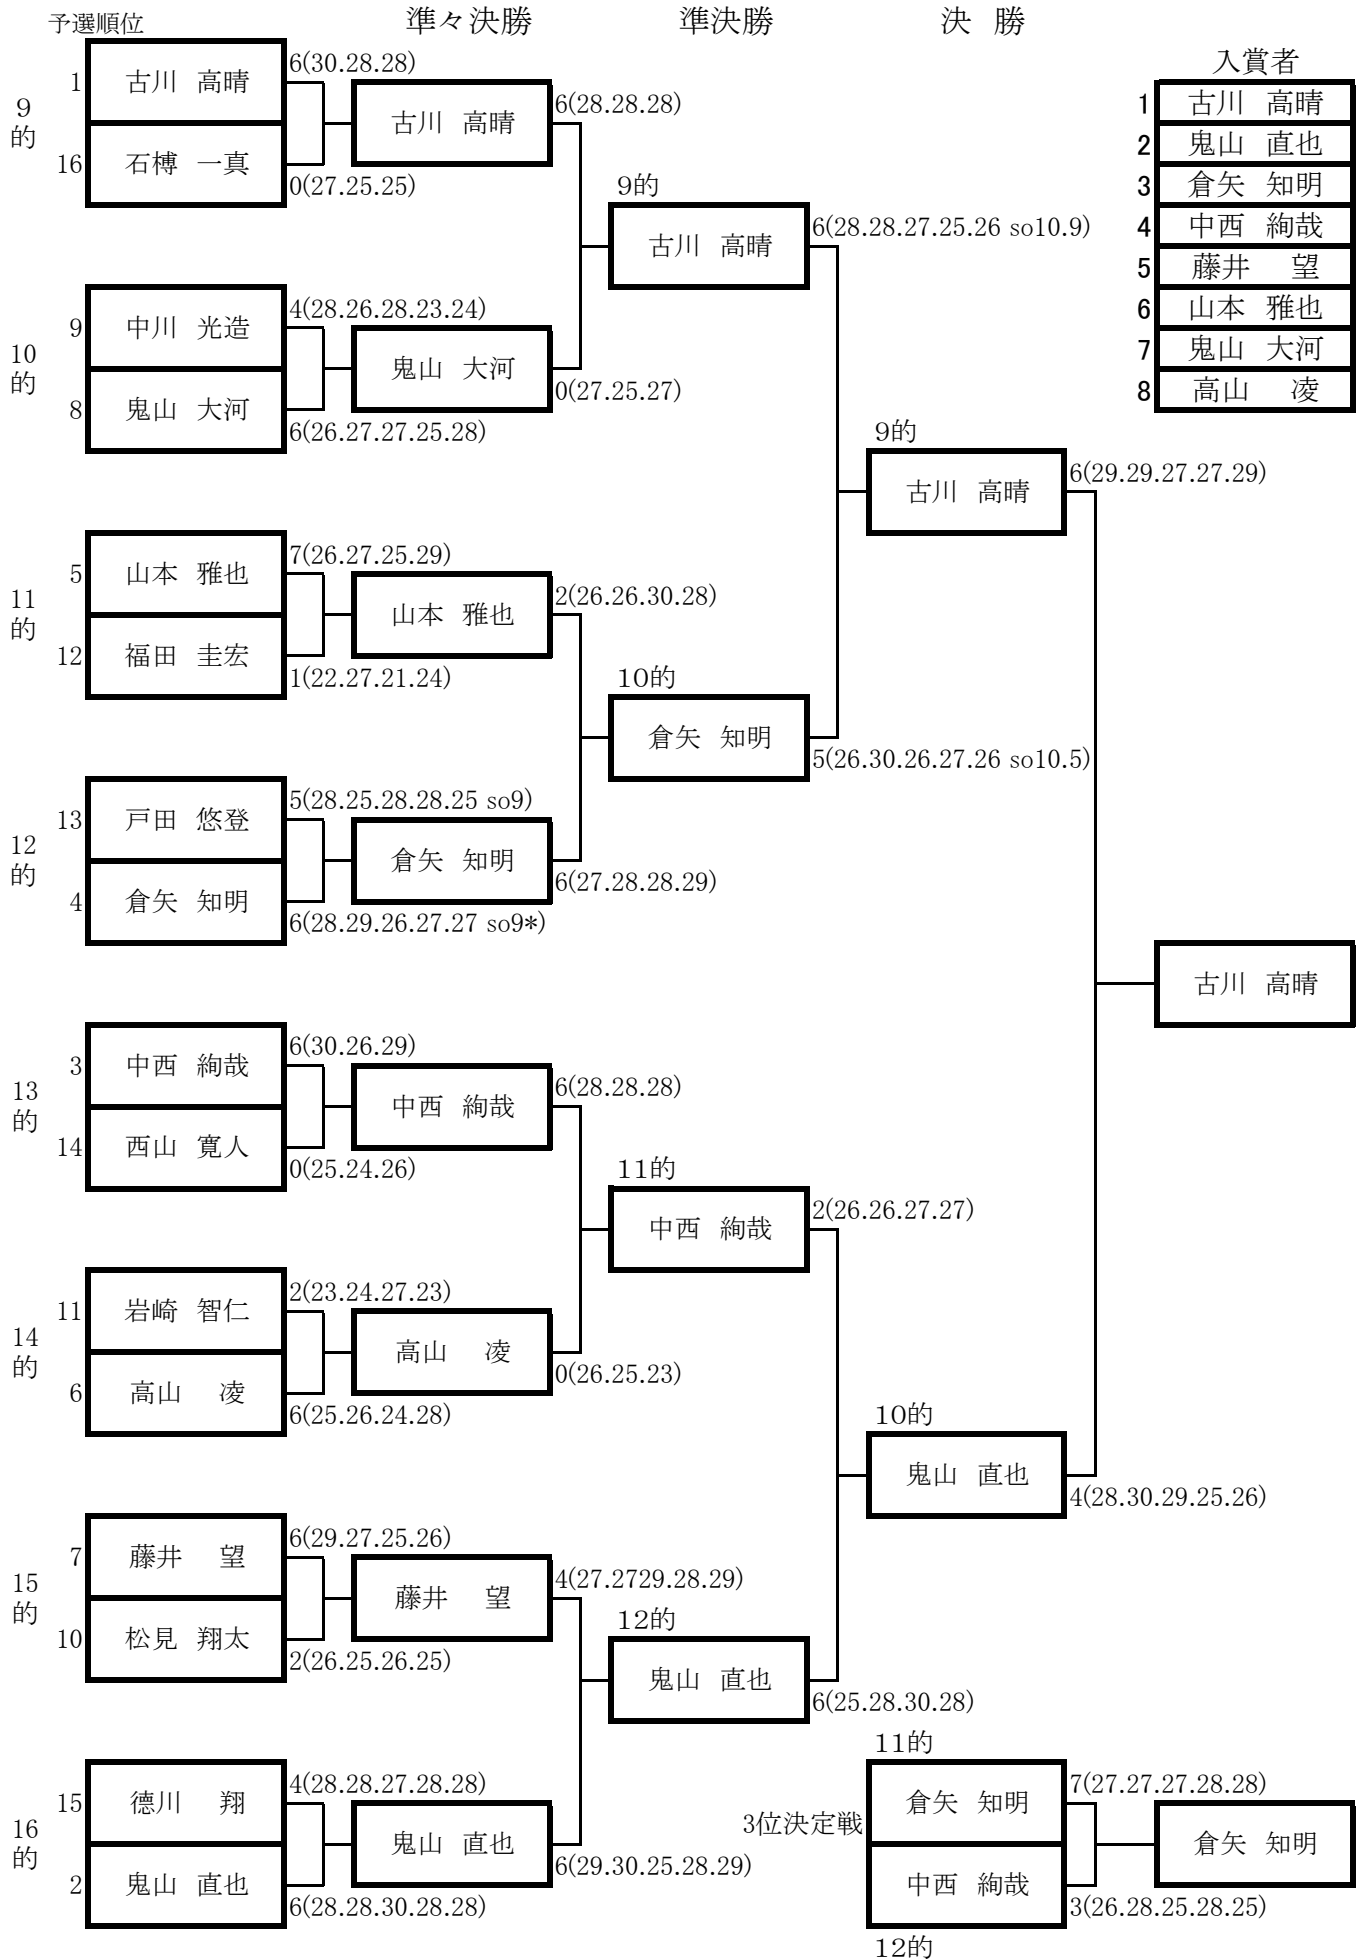 予選順位 準々決勝 準決勝 決 勝
入賞者
1 古川 高晴
2 鬼山 直也
3 倉矢 知明
4 中西 絢哉
5 藤井 望
6 山本 雅也
7 鬼山 大河
8 高山 凌
9的
1 古川 高晴 6(30.28.28)
16 石榑 一真 0(27.25.25)
10的
9 中川 光造 4(28.26.28.23.24)
8 鬼山 大河 6(26.27.27.25.28)
11的
5 山本 雅也 7(26.27.25.29)
12 福田 圭宏 1(22.27.21.24)
12的
13 戸田 悠登 5(28.25.28.28.25 so9)
4 倉矢 知明 6(28.29.26.27.27 so9*)
13的
3 中西 絢哉 6(30.26.29)
14 西山 寛人 0(25.24.26)
14的
11 岩崎 智仁 2(23.24.27.23)
6 高山 凌 6(25.26.24.28)
15的
7 藤井 望 6(29.27.25.26)
10 松見 翔太 2(26.25.26.25)
16的
15 德川 翔 4(28.28.27.28.28)
2 鬼山 直也 6(28.28.30.28.28)
古川 高晴 6(28.28.28)
鬼山 大河 0(27.25.27)
山本 雅也 2(26.26.30.28)
倉矢 知明 6(27.28.28.29)
中西 絢哉 6(28.28.28)
高山 凌 0(26.25.23)
藤井 望 4(27.2729.28.29)
鬼山 直也 6(29.30.25.28.29)
9的
古川 高晴 6(28.28.27.25.26 so10.9)
10的
倉矢 知明 5(26.30.26.27.26 so10.5)
11的
中西 絢哉 2(26.26.27.27)
12的
鬼山 直也 6(25.28.30.28)
9的
古川 高晴 6(29.29.27.27.29)
10的
鬼山 直也 4(28.30.29.25.26)
古川 高晴
3位決定戦
11的
倉矢 知明 7(27.27.27.28.28)
中西 絢哉 3(26.28.25.28.25)
12的
倉矢 知明